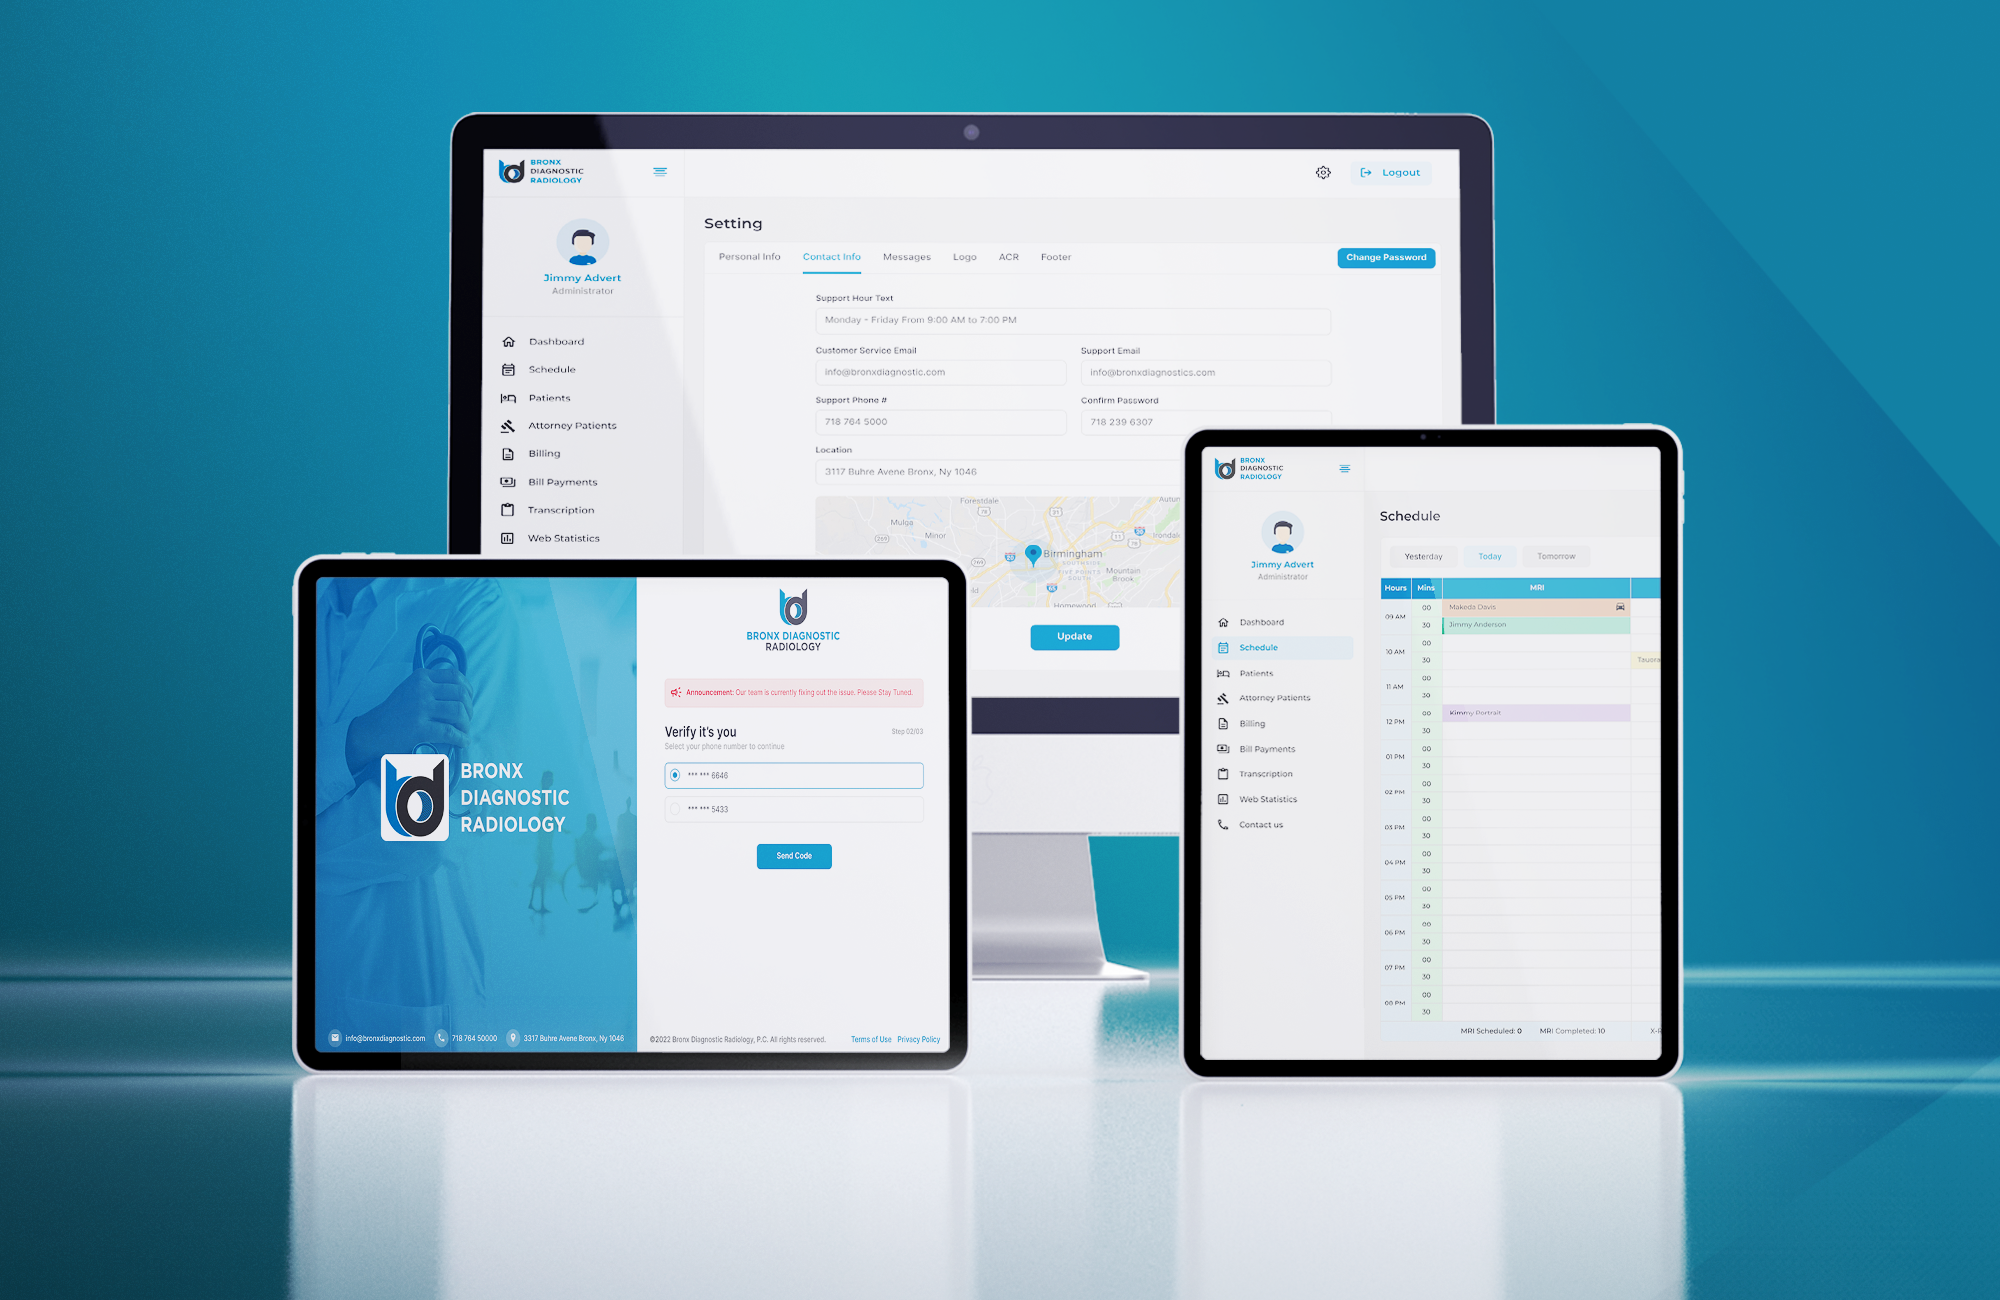 BRONX
DIAGNOSTIC
RADIOLOGY
Logout
Jimmy Advert
Administrator
Dashboard
Schedule
Patients
Attorney Patients
Billing
Bill Payments
Transcription
Web Statistics
Setting
Personal Info
Contact Info
Messages
Logo
ACR
Footer
Change Password
Support Hour Text
Monday - Friday From 9:00 AM to 7:00 PM
Customer Service Email
Support Email
info@bronxdiagnostic.com
info@bronxdiagnostics.com
Support Phone #
Confirm Password
718 764 5000
718 239 6307
Location
3117 Buhre Avene Bronx, Ny 1046
Forestdale
78
31
Mulga
Minor
269
Birmingham
SOUTHSIDE
FIVE POINTS
SOUTH
Mountain
Brook
Homewood
Update
BRONX
DIAGNOSTIC
RADIOLOGY
info@bronxdiagnostic.com
718 764 50000
3317 Buhre Avene Bronx, Ny 1046
BRONX DIAGNOSTIC
RADIOLOGY
Announcement: Our team is currently fixing out the issue. Please Stay Tuned.
Verify it's you
Step 02/03
Select your phone number to continue
*** *** 6646
*** *** 5433
Send Code
©2022 Bronx Diagnostic Radiology, P.C. All rights reserved.
Terms of Use
Privacy Policy
BRONX
DIAGNOSTIC
RADIOLOGY
Jimmy Advert
Administrator
Dashboard
Schedule
Patients
Attorney Patients
Billing
Bill Payments
Transcription
Web Statistics
Contact us
Schedule
Yesterday
Today
Tomorrow
Hours Mins MRI
09 AM
00 Makeda Davis
30 Jimmy Anderson
10 AM
00
30 Tauora
11 AM
00
30
12 PM
00 Kimmy Portrait
30
01 PM
00
30
02 PM
00
30
03 PM
00
30
04 PM
00
30
05 PM
00
30
06 PM
00
30
07 PM
00
30
00 PM
00
30
MRI Scheduled: 0
MRI Completed: 10